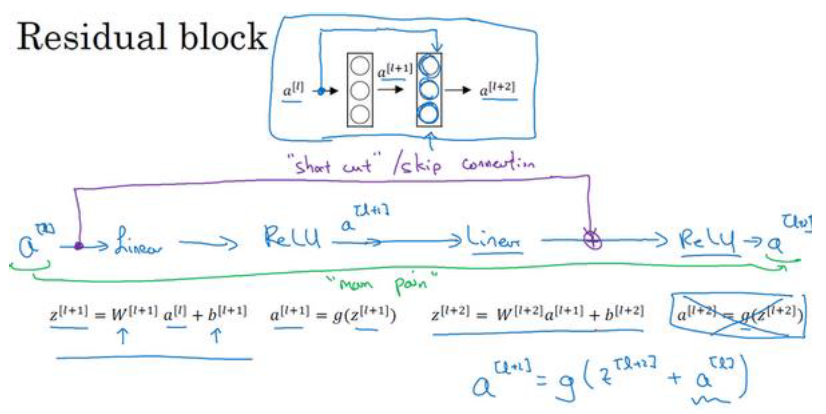 Residual block
a^[l] a^[l+1] a^[l+2]
"short cut" / skip connection
a^[l] → Linear → ReLU a^[l+1] → Linear → ReLU → a^[l+2]
"main path"
z^[l+1] = W^[l+1] a^[l] + b^[l+1] a^[l+1] = g(z^[l+1]) z^[l+2] = W^[l+2] a^[l+1] + b^[l+2] a^[l+2] = g(z^[l+2])
a^[l+2] = g(z^[l+2] + a^[l])